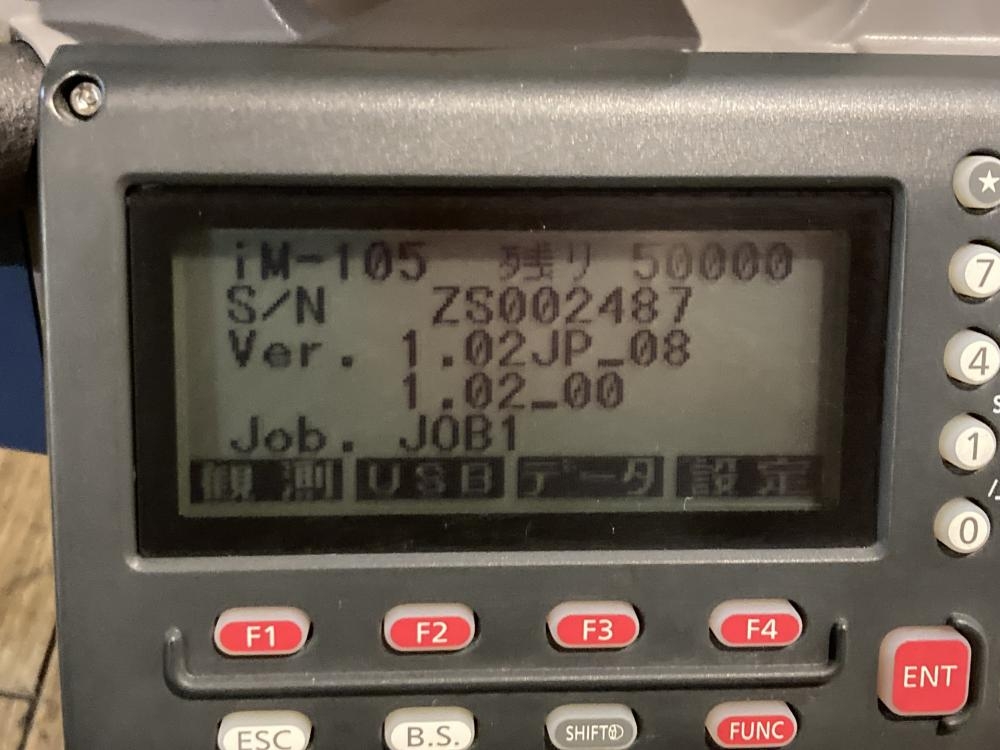 iM-105 残り 50000
S/N ZS002487
Ver. 1.02JP_08
1.02_00
Job. JOB1
観測 USB データ 設定
★
7
4
1
0
F1 F2 F3 F4
ENT
ESC B.S. SHIFT FUNC